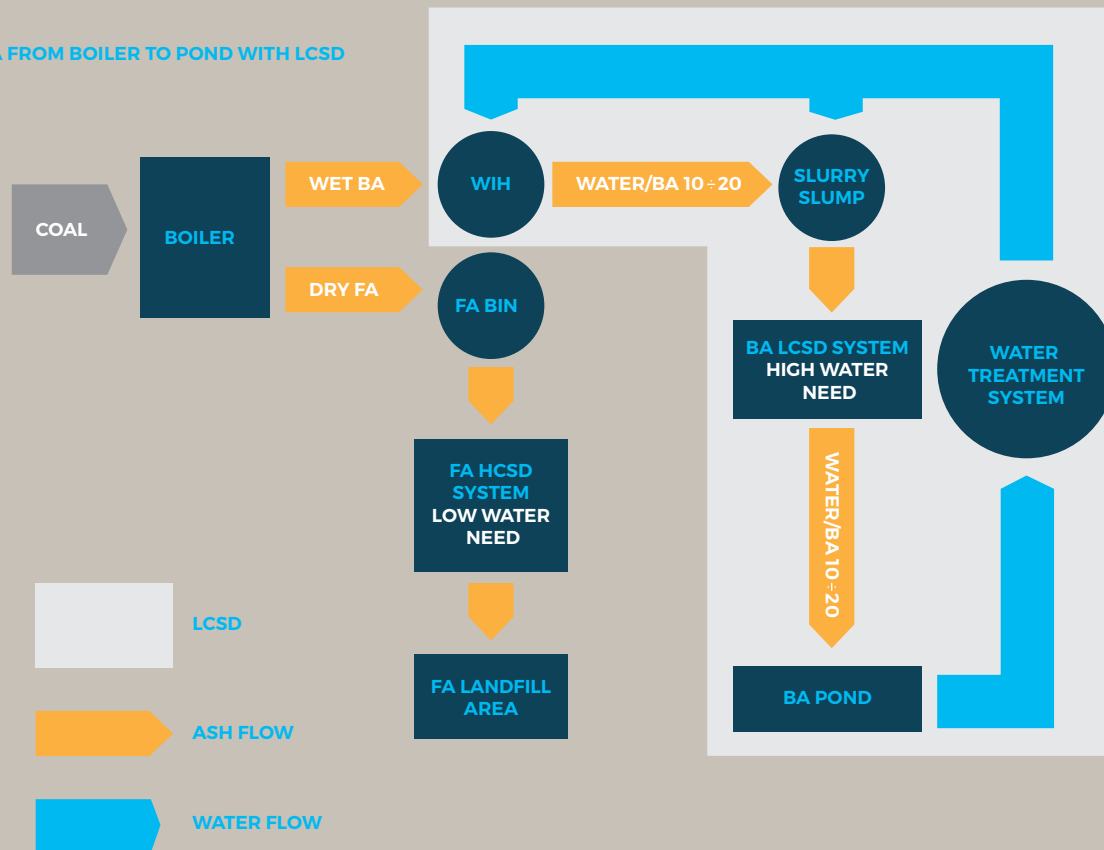 FROM BOILER TO POND WITH LCSD
WET BA
WIH
WATER/BA 10÷20
SLURRY
SLUMP
COAL
BOILER
DRY FA
FA BIN
BA LCSD SYSTEM
HIGH WATER
NEED
WATER
TREATMENT
SYSTEM
FA HCSD
SYSTEM
LOW WATER
NEED
WATER/BA 10÷20
LCSD
FA LANDFILL
AREA
BA POND
ASH FLOW
WATER FLOW